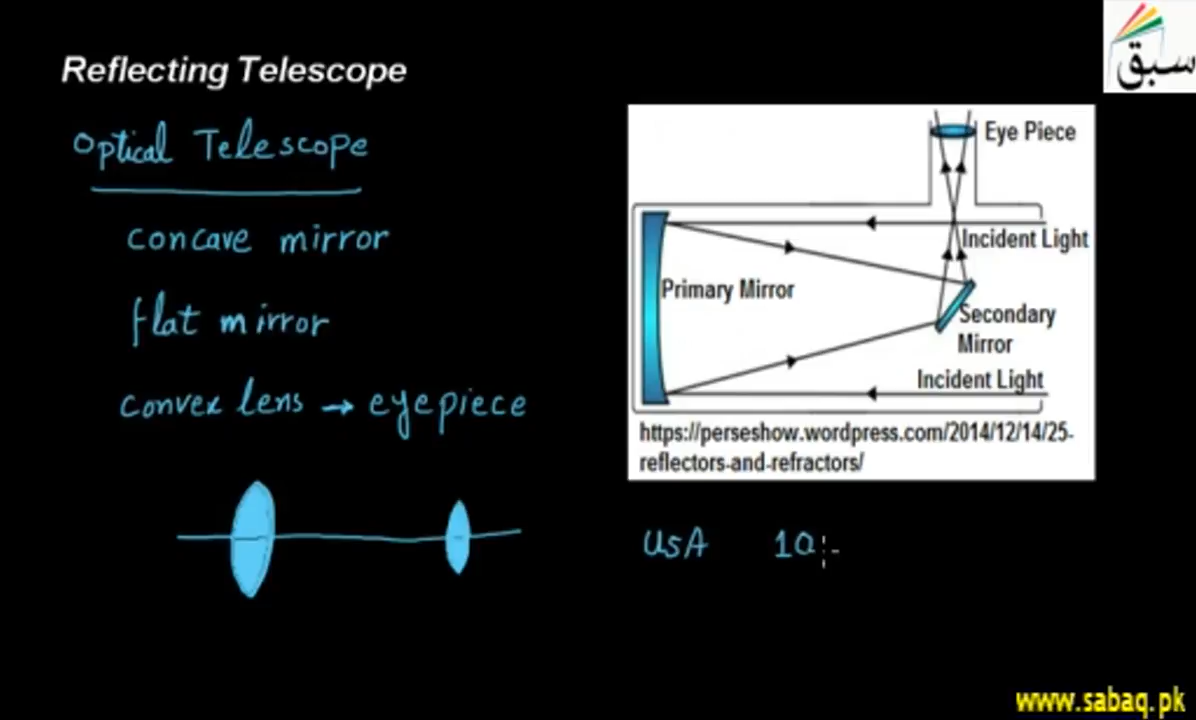 سبق
Reflecting Telescope
Optical Telescope
concave mirror
flat mirror
convex lens → eyepiece
Eye Piece
Incident Light
Primary Mirror
Secondary
Mirror
Incident Light
https://perseshow.wordpress.com/2014/12/14/25-
reflectors-and-refractors/
USA 10
www.sabaq.pk